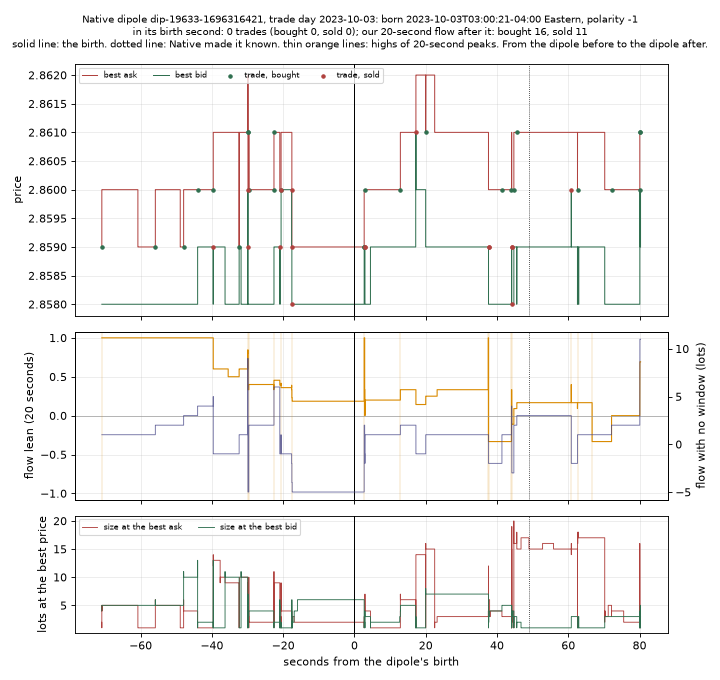 Native dipole dip-19633-1696316421, trade day 2023-10-03: born 2023-10-03T03:00:21-04:00 Eastern, polarity -1
in its birth second: 0 trades (bought 0, sold 0); our 20-second flow after it: bought 16, sold 11
solid line: the birth. dotted line: Native made it known. thin orange lines: highs of 20-second peaks. From the dipole before to the dipole after.
best ask best bid trade, bought trade, sold
2.8620
2.8615
2.8610
2.8605
2.8600
2.8595
2.8590
2.8585
2.8580
price
1.0
0.5
0.0
−0.5
−1.0
flow lean (20 seconds)
10
5
0
−5
flow with no window (lots)
size at the best ask size at the best bid
20
15
10
5
lots at the best price
−60 −40 −20 0 20 40 60 80
seconds from the dipole's birth